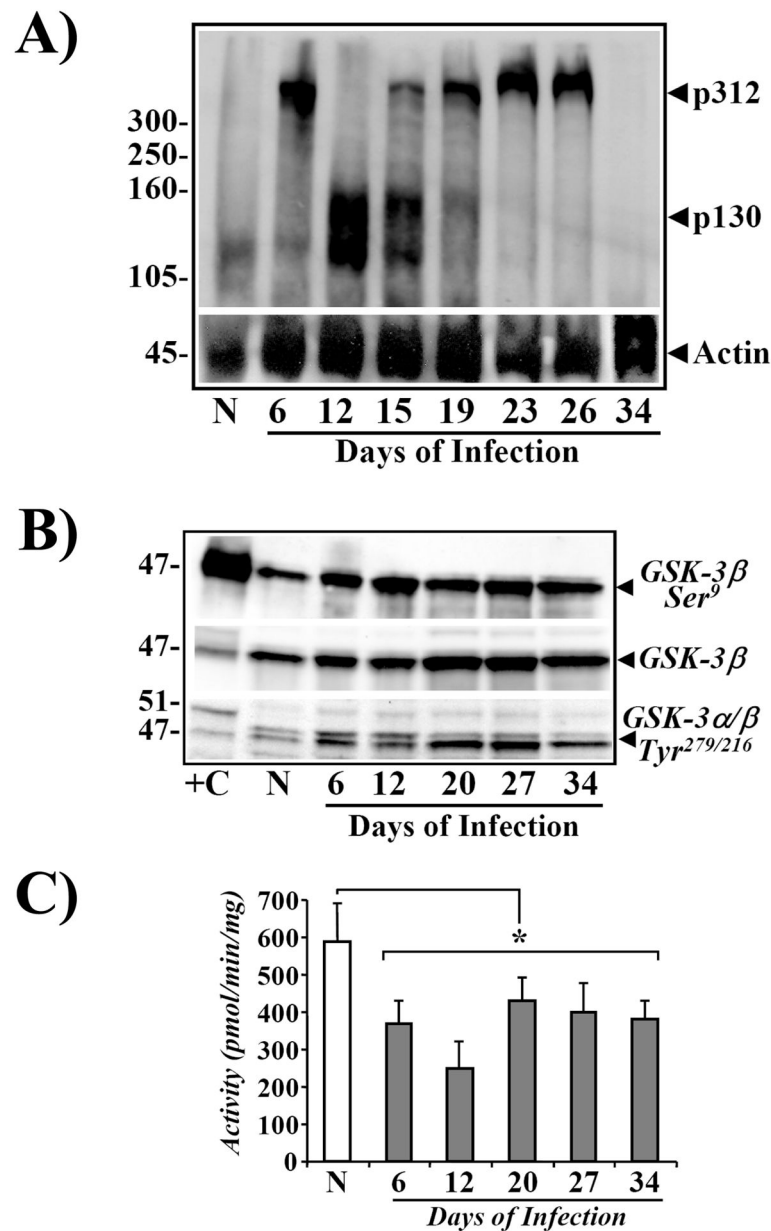 A)
300-
250-
160-
105-
45-
p312
p130
Actin
N 6 12 15 19 23 26 34
Days of Infection
B)
47-
GSK-3β
Ser⁹
47-
GSK-3β
51-
47-
GSK-3α/β
Tyr²⁷⁹/²¹⁶
+C N 6 12 20 27 34
Days of Infection
C)
Activity (pmol/min/mg)
700
600
500
400
300
200
100
0
*
N 6 12 20 27 34
Days of Infection